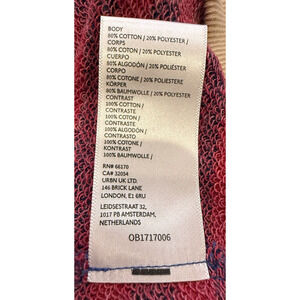 BODY
80% COTTON / 20% POLYESTER /
CORPS
80% COTON / 20% POLYESTER
CUERPO
80% ALGODÓN / 20% POLIÉSTER
CORPO
80% COTONE / 20% POLIESTERE
KÖRPER
80% BAUMWOLLE / 20% POLYESTER
CONTRAST
100% COTTON /
CONTRASTE
100% COTON /
CONTRASTE
100% ALGODÓN /
CONTRASTO
100% COTONE /
KONTRAST
100% BAUMWOLLE
RN# 66170
CA# 32054
URBN UK LTD.
146 BRICK LANE
LONDON, E1 6RU
LEIDSESTRAAT 32,
1017 PB AMSTERDAM,
NETHERLANDS
OB1717006